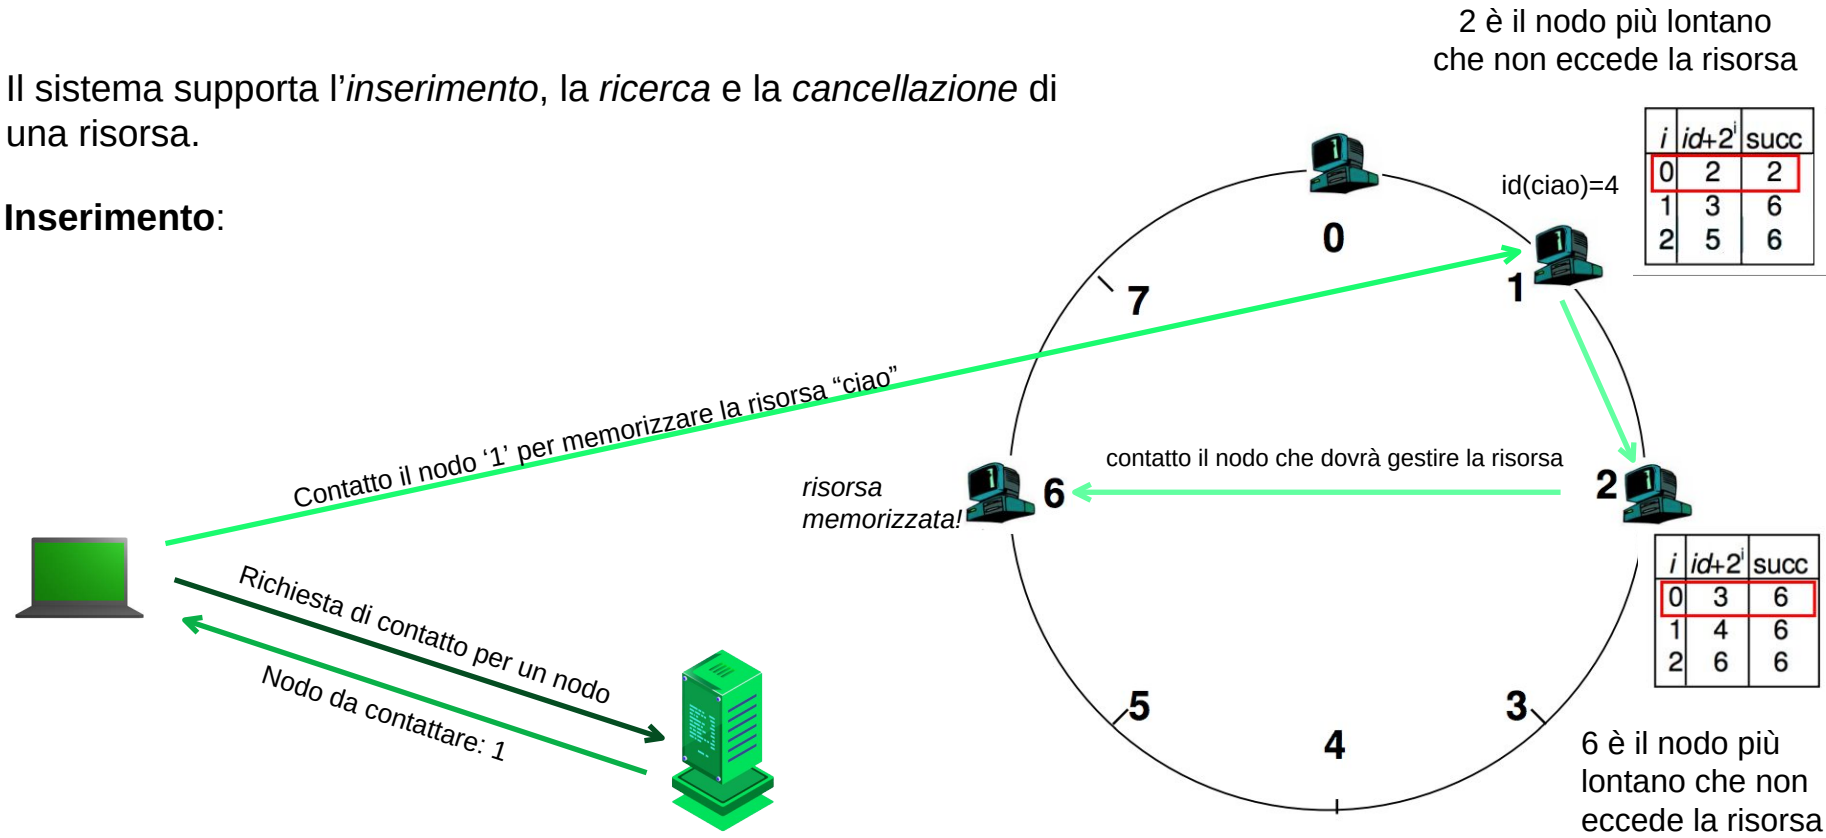 2 è il nodo più lontano
che non eccede la risorsa
Il sistema supporta l’inserimento, la ricerca e la cancellazione di
una risorsa.
Inserimento:
id(ciao)=4
i id+2^i succ
0 2 2
1 3 6
2 5 6
0
1
7
Contatto il nodo ‘1’ per memorizzare la risorsa “ciao”
contatto il nodo che dovrà gestire la risorsa
risorsa
memorizzata!
6
2
i id+2^i succ
0 3 6
1 4 6
2 6 6
Richiesta di contatto per un nodo
Nodo da contattare: 1
5
4
3
6 è il nodo più
lontano che non
eccede la risorsa